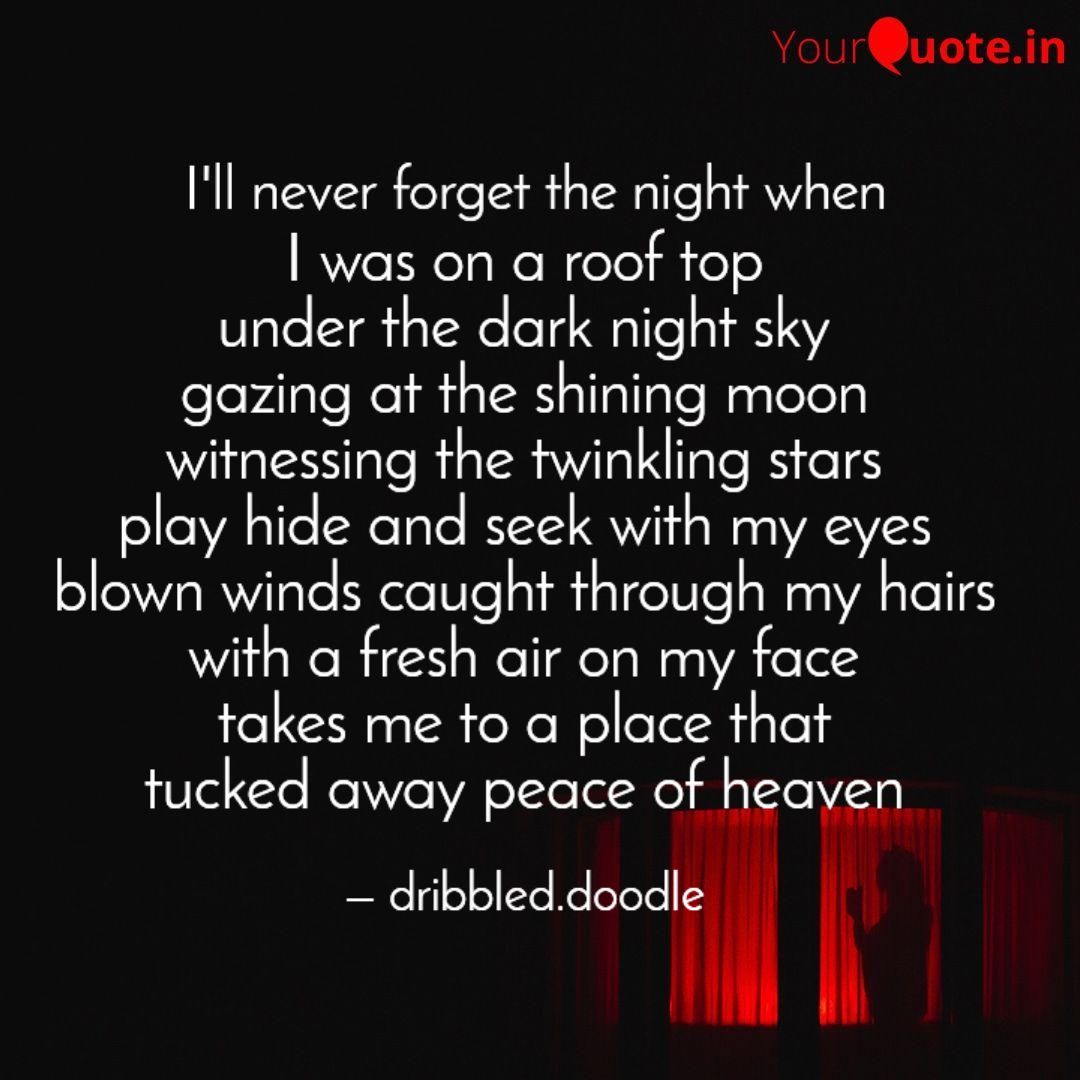 YourQuote.in
I'll never forget the night when
I was on a roof top
under the dark night sky
gazing at the shining moon
witnessing the twinkling stars
play hide and seek with my eyes
blown winds caught through my hairs
with a fresh air on my face
takes me to a place that
tucked away peace of heaven
– dribbled.doodle